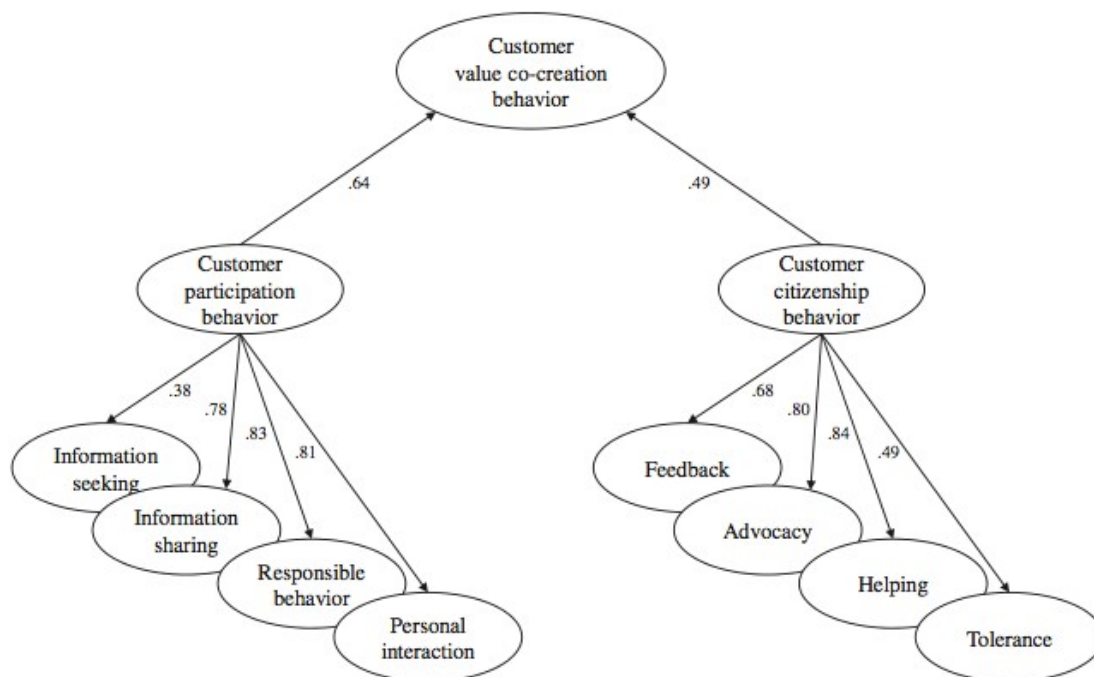 Customer
value co-creation
behavior
.64
.49
Customer
participation
behavior
Customer
citizenship
behavior
.38
.78
.83
.81
.68
.80
.84
.49
Information
seeking
Information
sharing
Responsible
behavior
Personal
interaction
Feedback
Advocacy
Helping
Tolerance